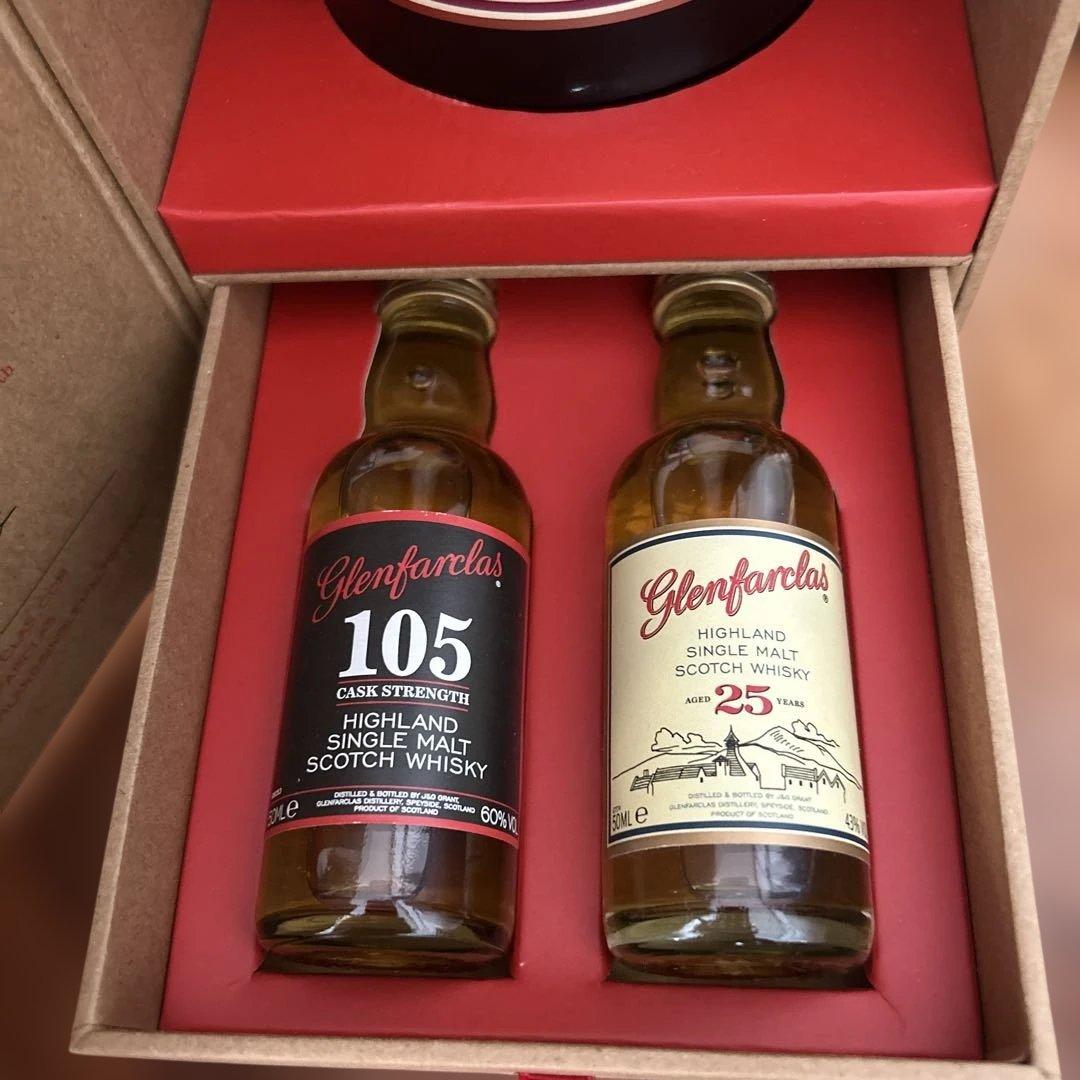 Glenfarclas®
105
CASK STRENGTH
HIGHLAND
SINGLE MALT
SCOTCH WHISKY
DISTILLED & BOTTLED BY J&G GRANT,
GLENFARCLAS DISTILLERY, SPEYSIDE, SCOTLAND
PRODUCT OF SCOTLAND
50ML e
60% VOL
Glenfarclas®
HIGHLAND
SINGLE MALT
SCOTCH WHISKY
AGED 25 YEARS
DISTILLED & BOTTLED BY J&G GRANT
GLENFARCLAS DISTILLERY, SPEYSIDE, SCOTLAND
PRODUCT OF SCOTLAND
50ML e
43%